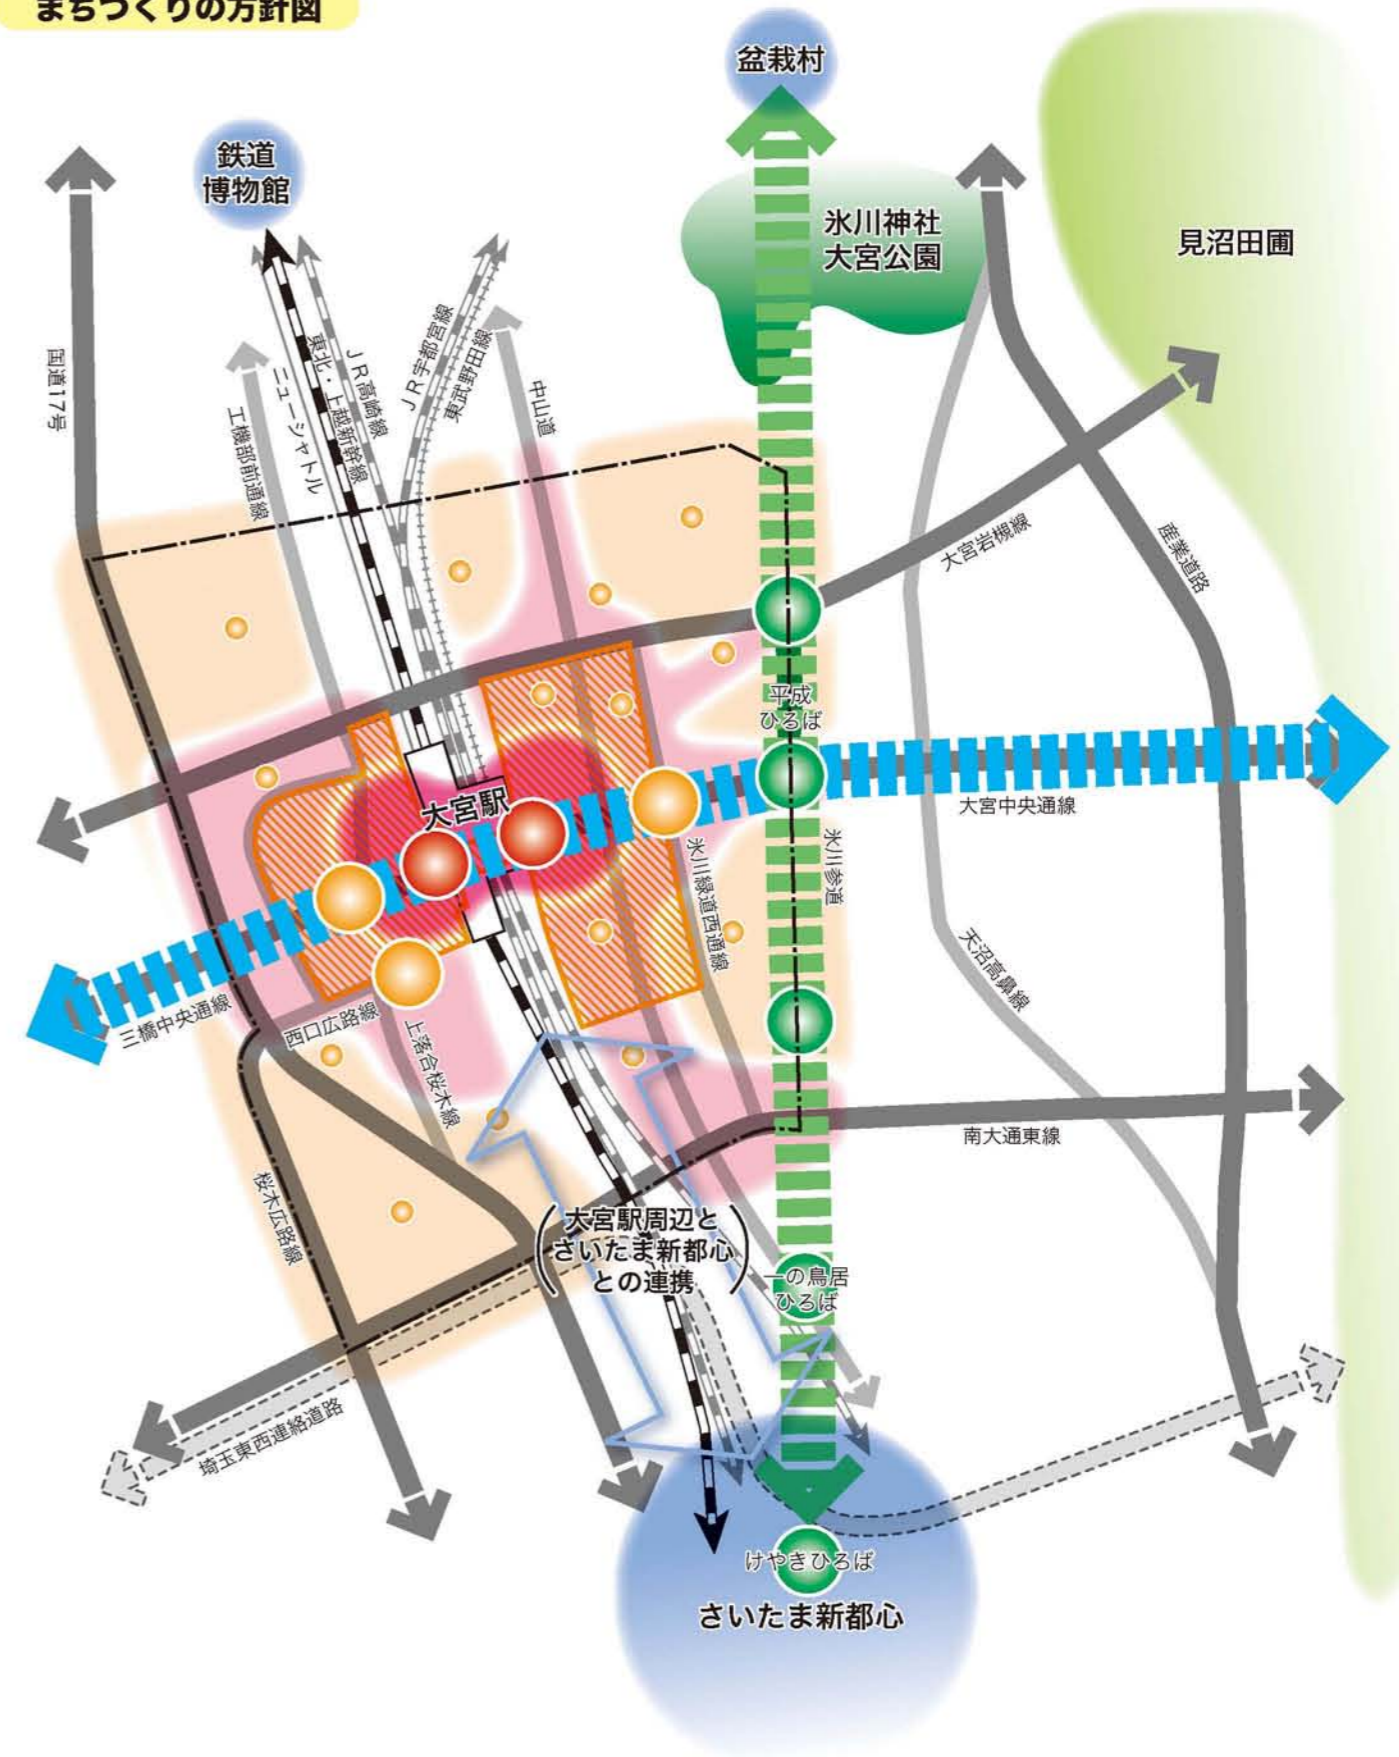 まちづくりの方針図
盆栽村
鉄道
博物館
氷川神社
大宮公園
見沼田圃
国道17号
工機部前通線
ニューシャトル
東北・上越新幹線
JR高崎線
JR宇都宮線
東武野田線
中山道
大宮岩槻線
産業道路
平成
ひろば
大宮駅
大宮中央通線
氷川緑道西通線
氷川参道
天沼高鼻線
三橋中央通線
西口広路線
上落合桜木線
南大通東線
桜木広路線
大宮駅周辺と
さいたま新都心
との連携
一の鳥居
ひろば
埼玉東西連絡道路
けやきひろば
さいたま新都心